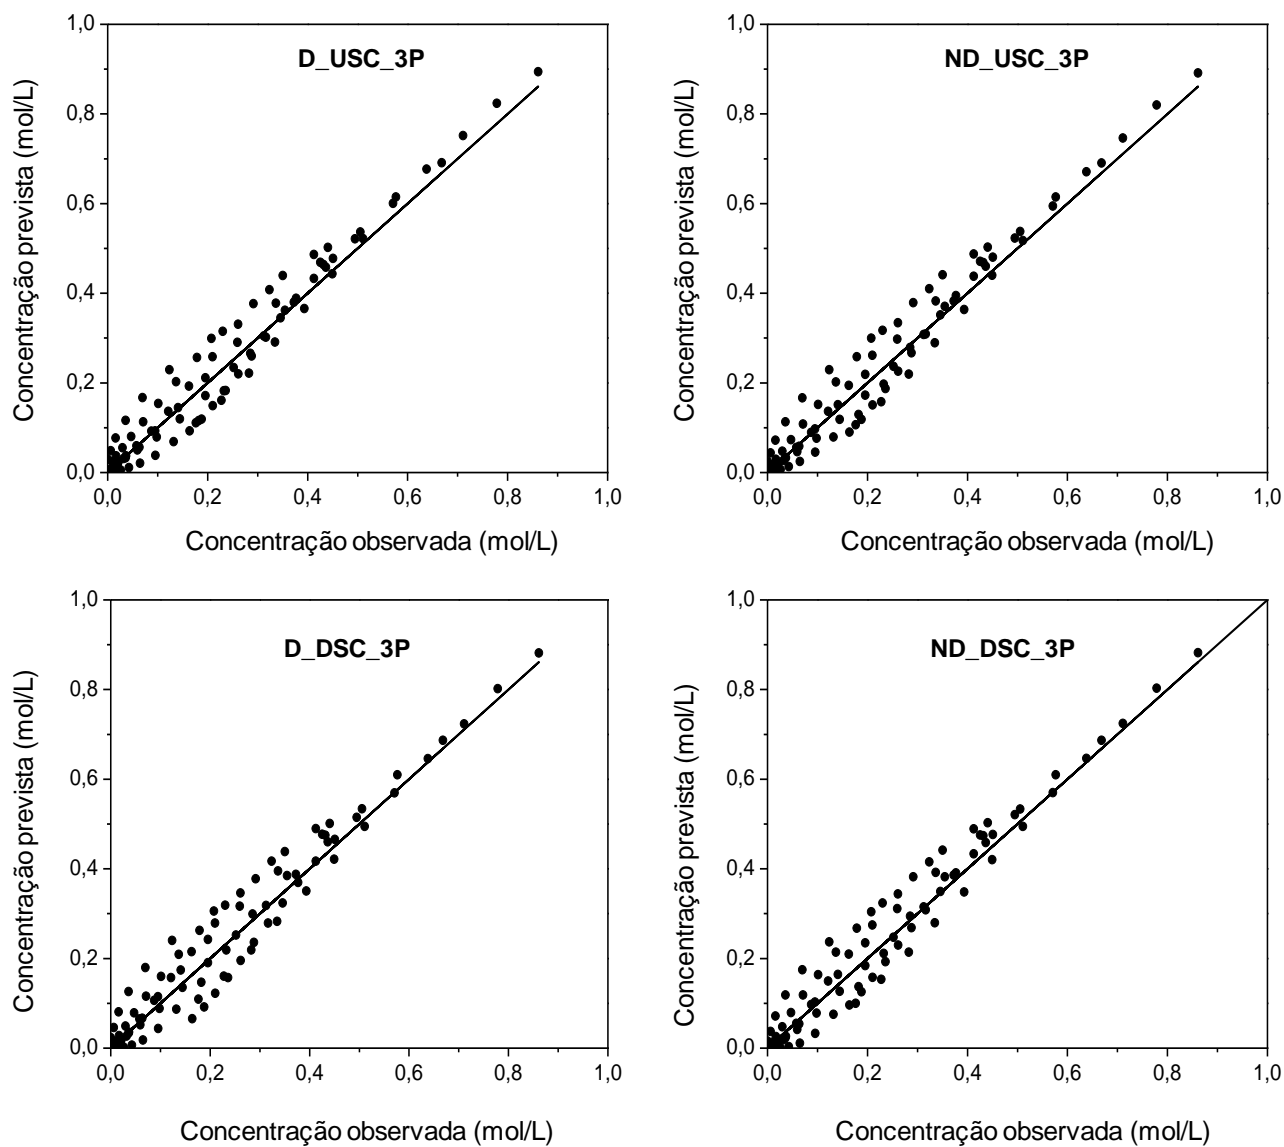 D_USC_3P
Concentração prevista (mol/L)
1,0
0,8
0,6
0,4
0,2
0,0
0,0 0,2 0,4 0,6 0,8 1,0
Concentração observada (mol/L)
ND_USC_3P
Concentração prevista (mol/L)
1,0
0,8
0,6
0,4
0,2
0,0
0,0 0,2 0,4 0,6 0,8 1,0
Concentração observada (mol/L)
D_DSC_3P
Concentração prevista (mol/L)
1,0
0,8
0,6
0,4
0,2
0,0
0,0 0,2 0,4 0,6 0,8 1,0
Concentração observada (mol/L)
ND_DSC_3P
Concentração prevista (mol/L)
1,0
0,8
0,6
0,4
0,2
0,0
0,0 0,2 0,4 0,6 0,8 1,0
Concentração observada (mol/L)